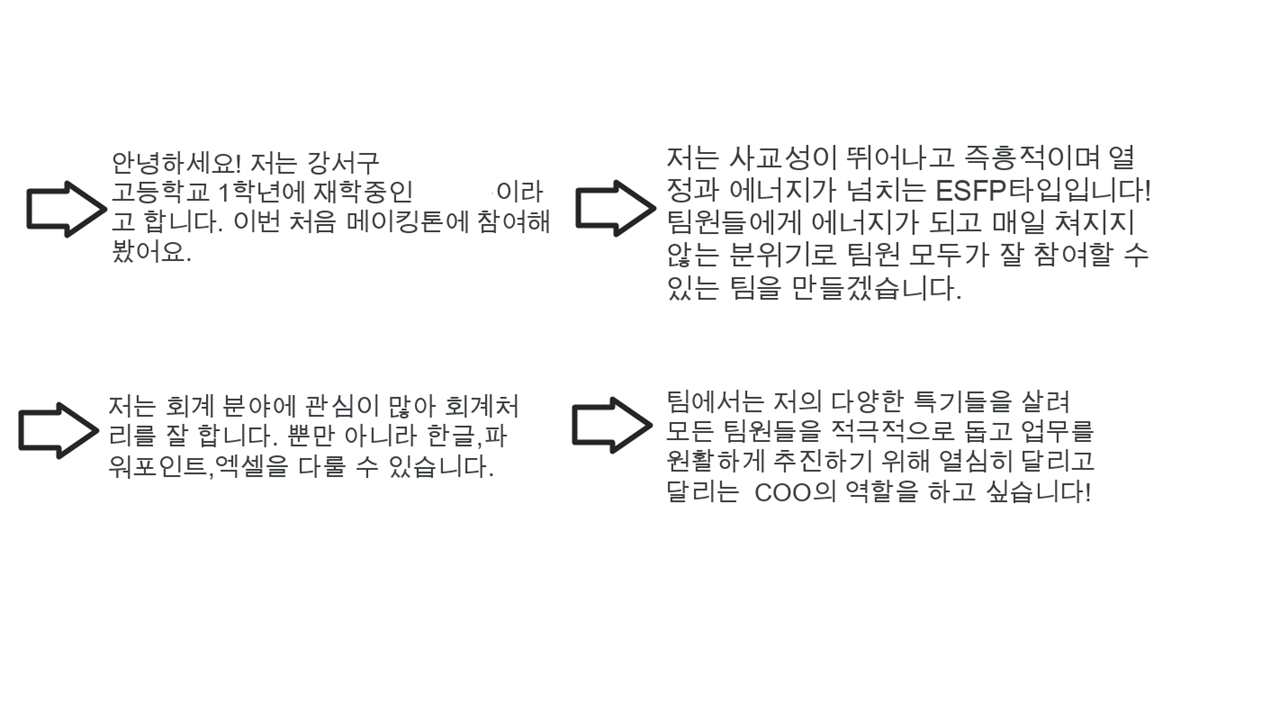 안녕하세요! 저는 강서구
고등학교 1학년에 재학중인 이라
고 합니다. 이번 처음 메이킹톤에 참여해
봤어요.
저는 사교성이 뛰어나고 즉흥적이며 열
정과 에너지가 넘치는 ESFP타입입니다!
팀원들에게 에너지가 되고 매일 쳐지지
않는 분위기로 팀원 모두가 잘 참여할 수
있는 팀을 만들겠습니다.
저는 회계 분야에 관심이 많아 회계처
리를 잘 합니다. 뿐만 아니라 한글,파
워포인트,엑셀을 다룰 수 있습니다.
팀에서는 저의 다양한 특기들을 살려
모든 팀원들을 적극적으로 돕고 업무를
원활하게 추진하기 위해 열심히 달리고
달리는 COO의 역할을 하고 싶습니다!